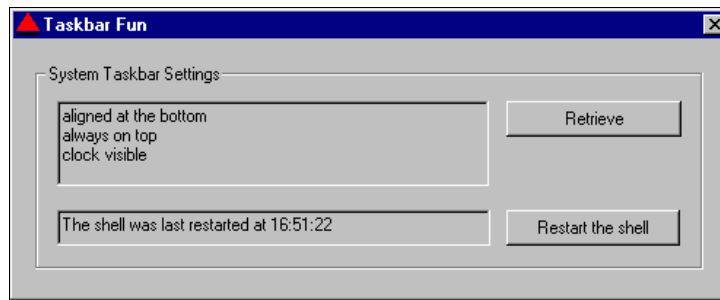 Taskbar Fun
System Taskbar Settings
aligned at the bottom
always on top
clock visible
Retrieve
The shell was last restarted at 16:51:22
Restart the shell